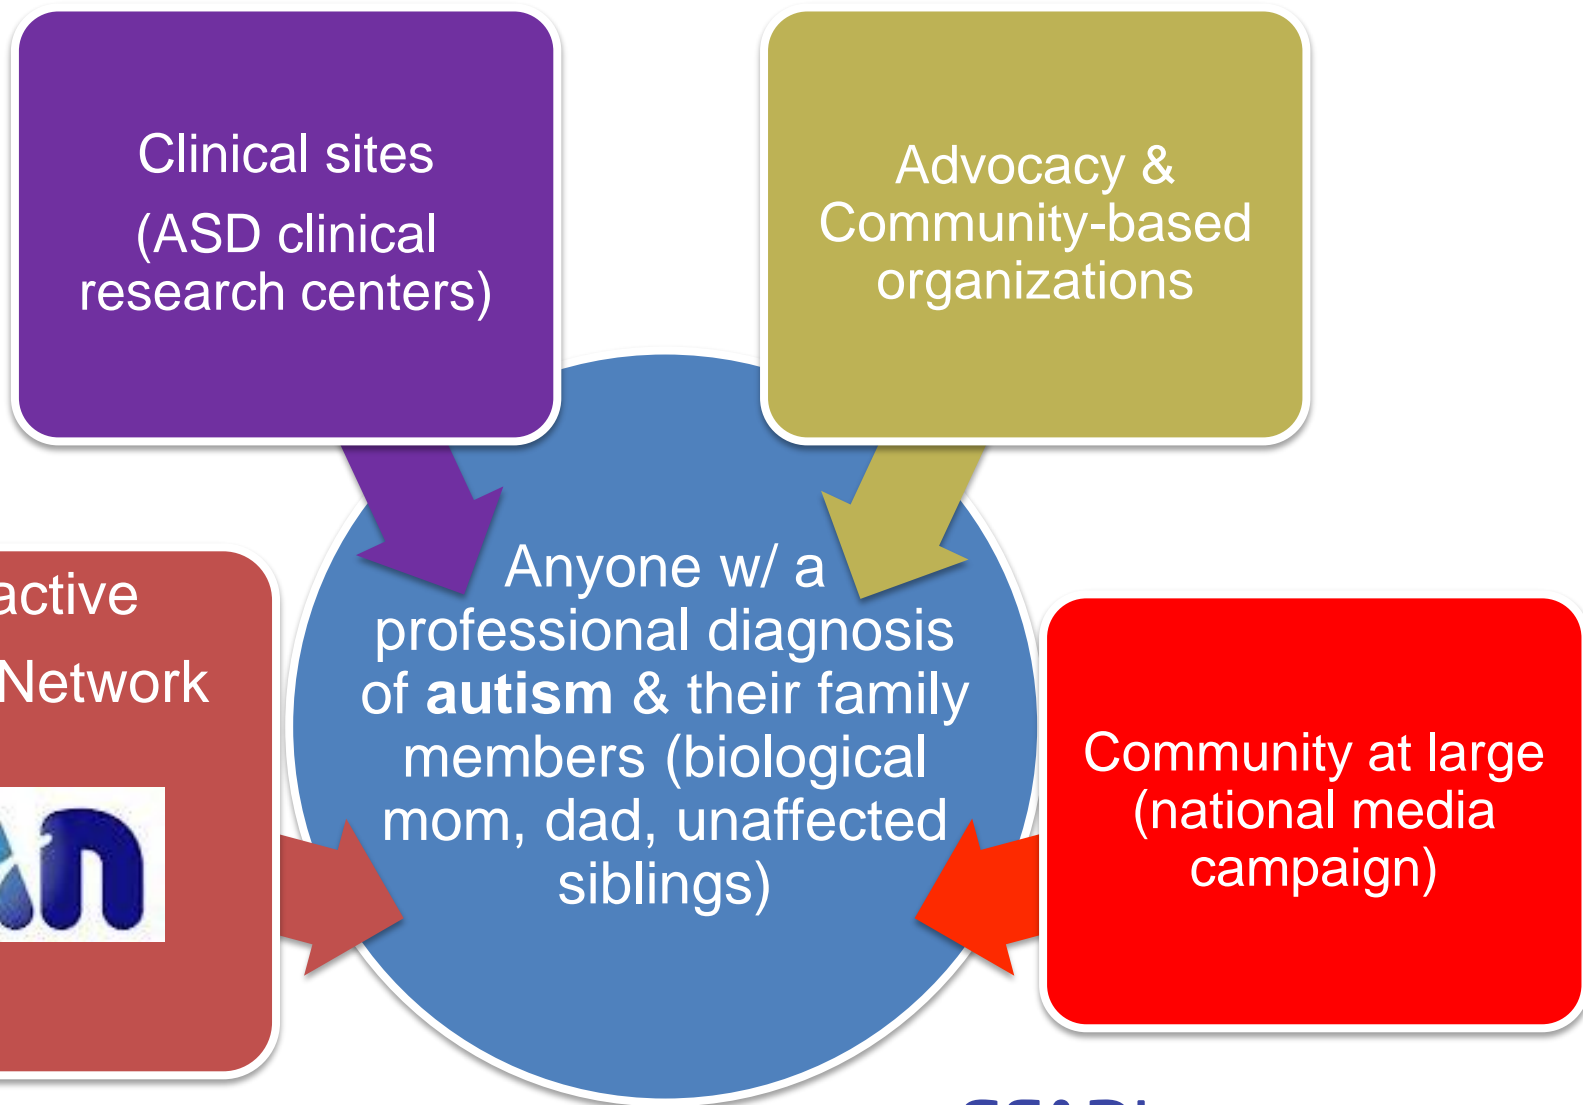 Clinical sites
(ASD clinical
research centers)
Advocacy &
Community-based
organizations
Anyone w/ a
professional diagnosis
of autism & their family
members (biological
mom, dad, unaffected
siblings)
active
Network
Community at large
(national media
campaign)